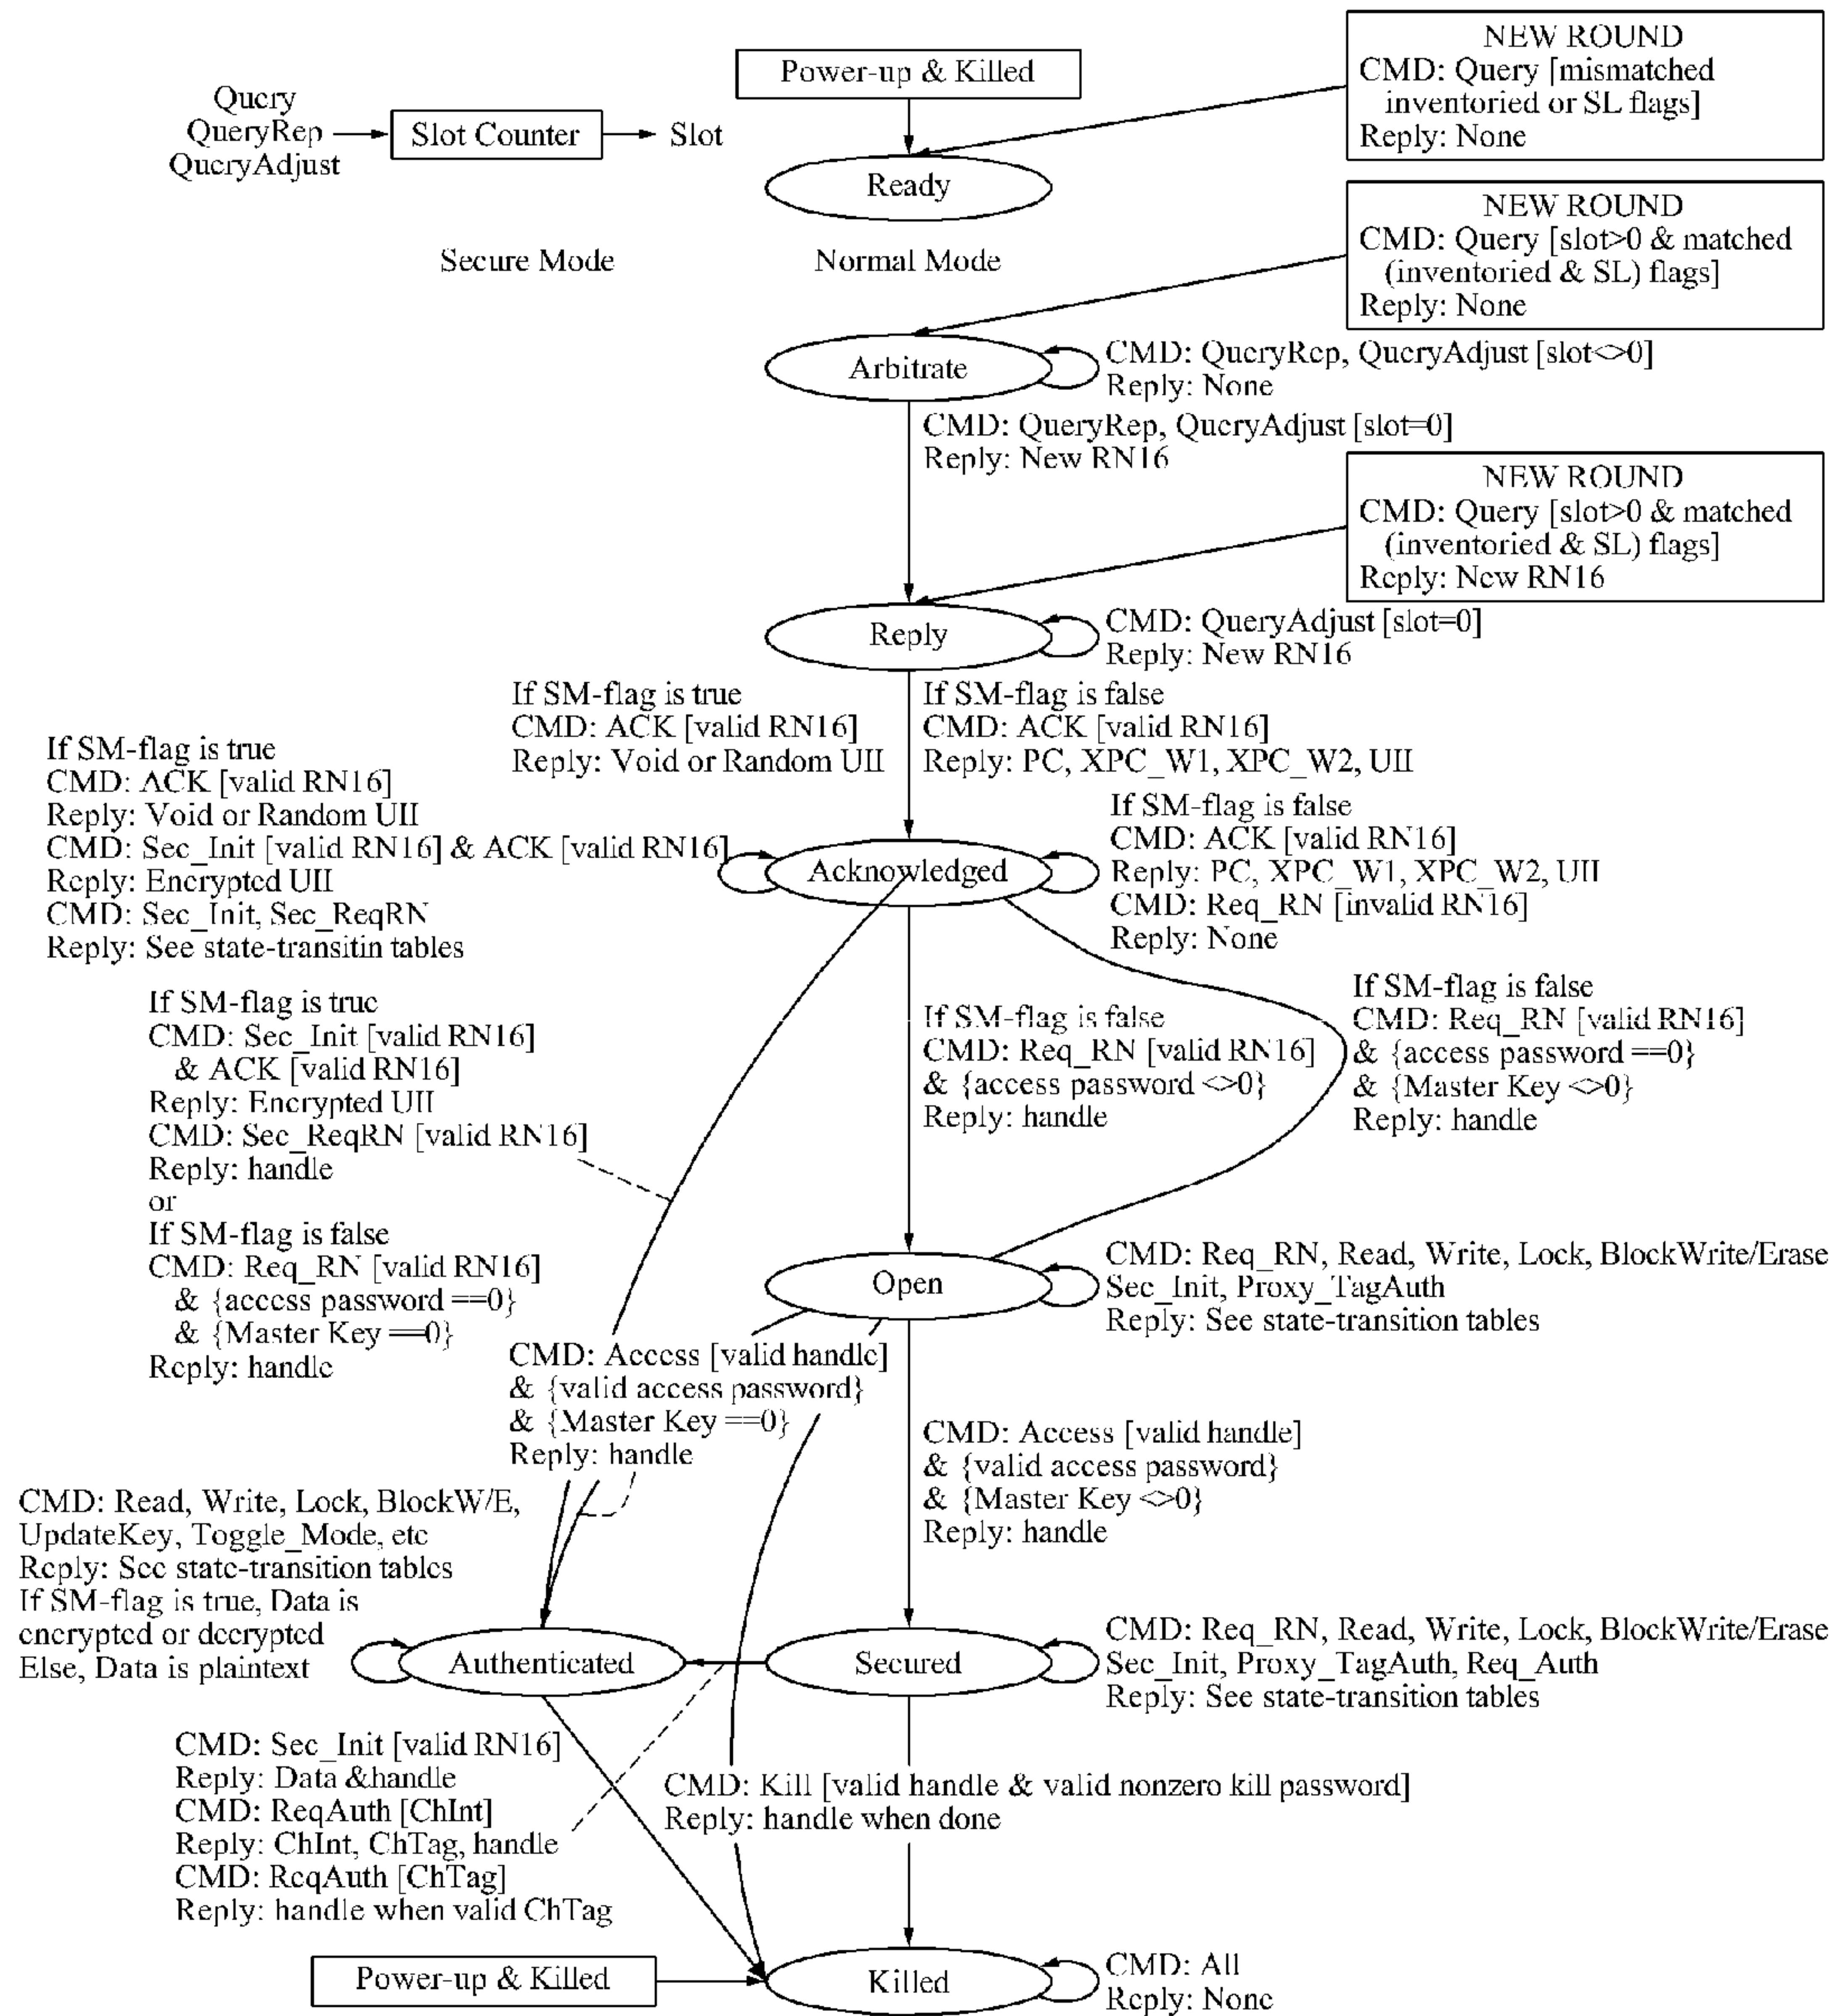 Query
QueryRep
QueryAdjust
Slot Counter
Slot
Power-up & Killed
NEW ROUND
CMD: Query [mismatched
inventoried or SL flags]
Reply: None
Ready
Secure Mode
Normal Mode
NEW ROUND
CMD: Query [slot>0 & matched
(inventoried & SL) flags]
Reply: None
Arbitrate
CMD: QueryRep, QueryAdjust [slot<>0]
Reply: None
CMD: QueryRep, QueryAdjust [slot=0]
Reply: New RN16
NEW ROUND
CMD: Query [slot>0 & matched
(inventoried & SL) flags]
Reply: New RN16
Reply
CMD: QueryAdjust [slot=0]
Reply: New RN16
If SM-flag is true
CMD: ACK [valid RN16]
Reply: Void or Random UII
If SM-flag is false
CMD: ACK [valid RN16]
Reply: PC, XPC_W1, XPC_W2, UII
If SM-flag is true
CMD: ACK [valid RN16]
Reply: Void or Random UII
CMD: Sec_Init [valid RN16] & ACK [valid RN16]
Reply: Encrypted UII
CMD: Sec_Init, Sec_ReqRN
Reply: See state-transitin tables
Acknowledged
If SM-flag is false
CMD: ACK [valid RN16]
Reply: PC, XPC_W1, XPC_W2, UII
CMD: Req_RN [invalid RN16]
Reply: None
If SM-flag is true
CMD: Sec_Init [valid RN16]
& ACK [valid RN16]
Reply: Encrypted UII
CMD: Sec_ReqRN [valid RN16]
Reply: handle
or
If SM-flag is false
CMD: Req_RN [valid RN16]
& {access password ==0}
& {Master Key ==0}
Reply: handle
If SM-flag is false
CMD: Req_RN [valid RN16]
& {access password <>0}
Reply: handle
If SM-flag is false
CMD: Req_RN [valid RN16]
& {access password ==0}
& {Master Key <>0}
Reply: handle
Open
CMD: Req_RN, Read, Write, Lock, BlockWrite/Erase
Sec_Init, Proxy_TagAuth
Reply: See state-transition tables
CMD: Access [valid handle]
& {valid access password}
& {Master Key ==0}
Reply: handle
CMD: Access [valid handle]
& {valid access password}
& {Master Key <>0}
Reply: handle
CMD: Read, Write, Lock, BlockW/E,
UpdateKey, Toggle_Mode, etc
Reply: See state-transition tables
If SM-flag is true, Data is
encrypted or decrypted
Else, Data is plaintext
Authenticated
Secured
CMD: Req_RN, Read, Write, Lock, BlockWrite/Erase
Sec_Init, Proxy_TagAuth, Req_Auth
Reply: See state-transition tables
CMD: Sec_Init [valid RN16]
Reply: Data &handle
CMD: ReqAuth [ChInt]
Reply: ChInt, ChTag, handle
CMD: ReqAuth [ChTag]
Reply: handle when valid ChTag
CMD: Kill [valid handle & valid nonzero kill password]
Reply: handle when done
Power-up & Killed
Killed
CMD: All
Reply: None